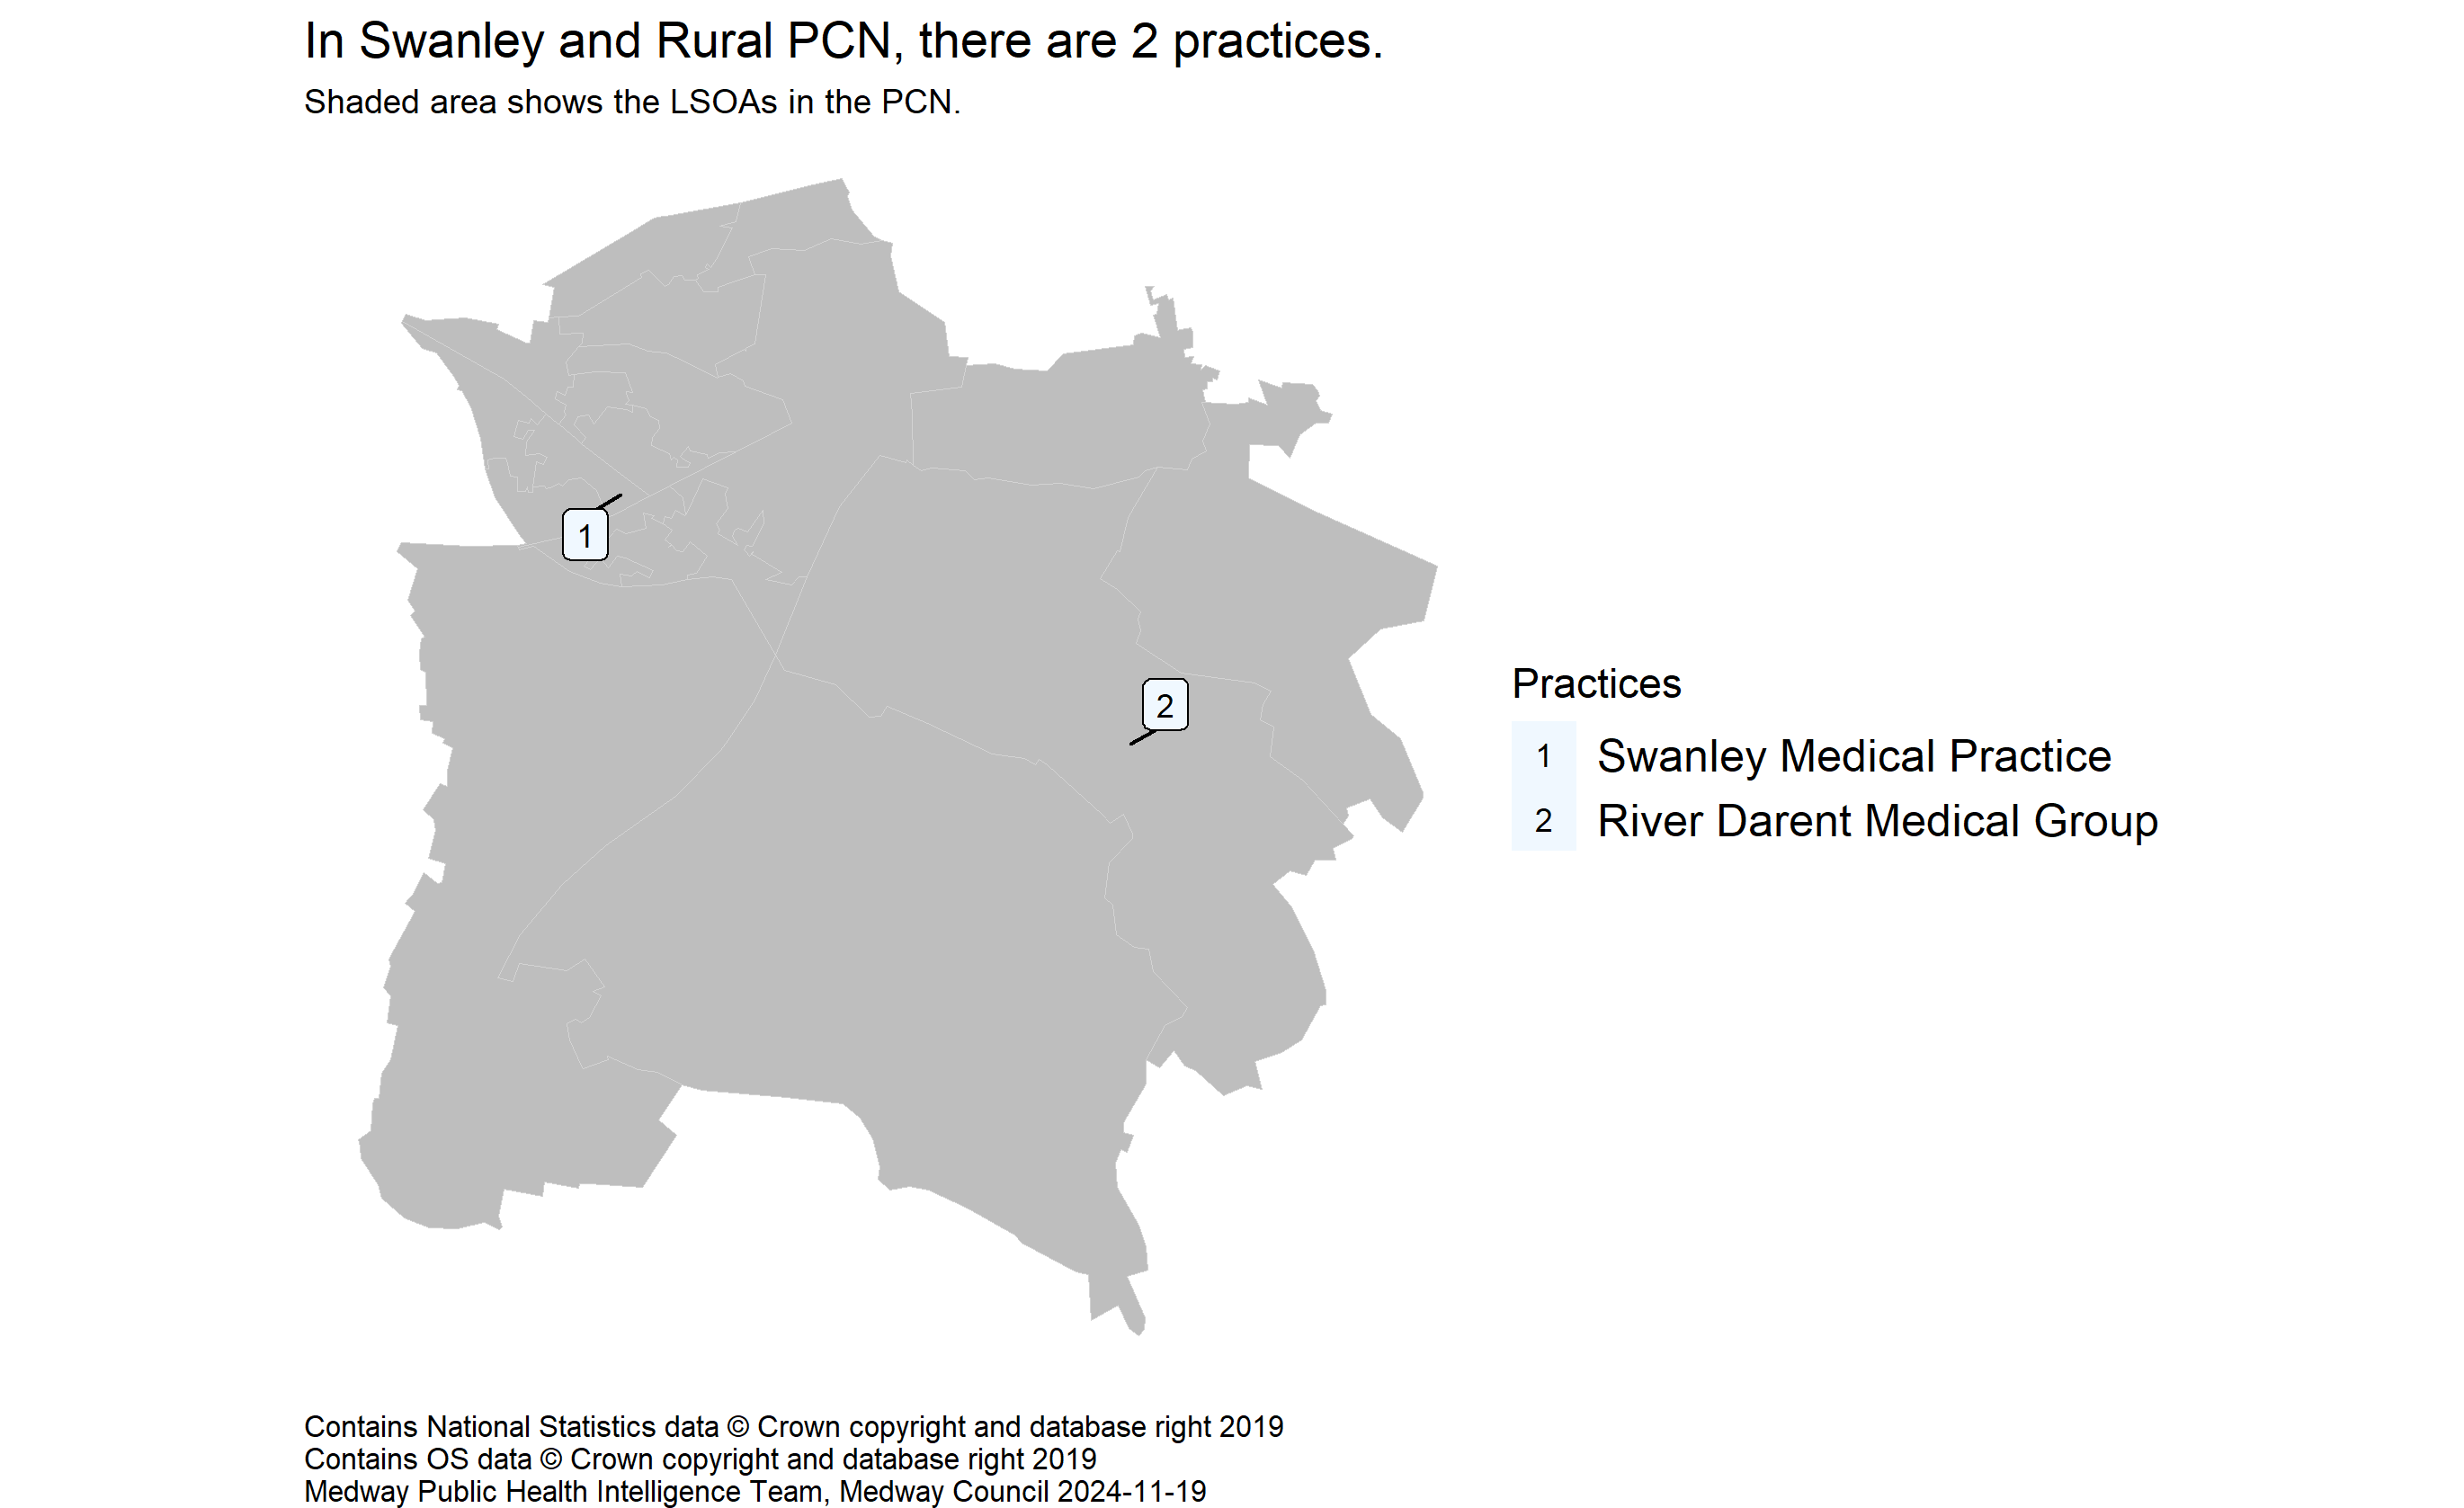 In Swanley and Rural PCN, there are 2 practices.
Shaded area shows the LSOAs in the PCN.
1
2
Practices
1 Swanley Medical Practice
2 River Darent Medical Group
Contains National Statistics data © Crown copyright and database right 2019
Contains OS data © Crown copyright and database right 2019
Medway Public Health Intelligence Team, Medway Council 2024-11-19